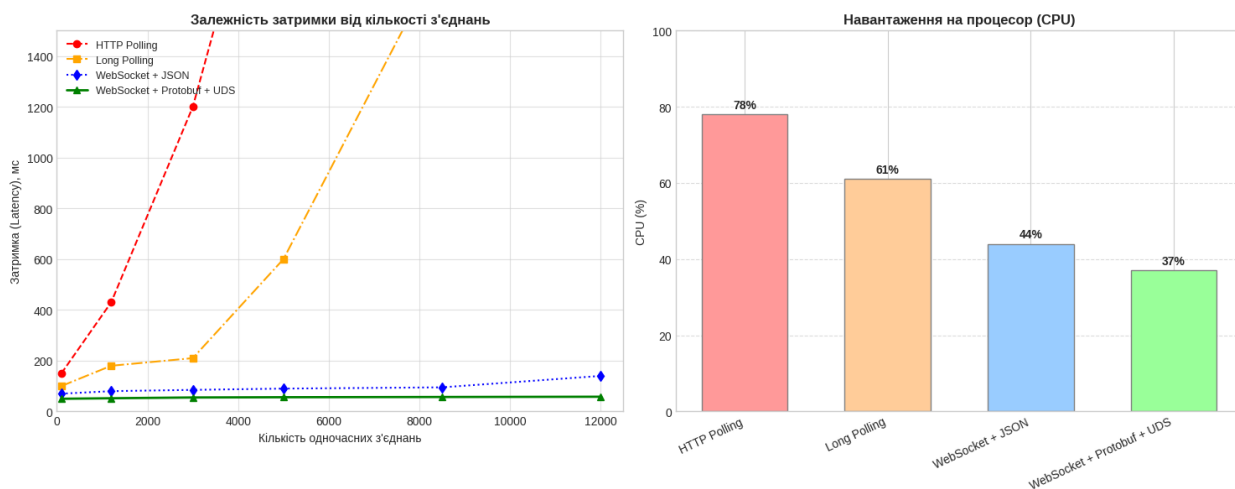 Залежність затримки від кількості з'єднань
HTTP Polling
Long Polling
WebSocket + JSON
WebSocket + Protobuf + UDS
Затримка (Latency), мс
1400
1200
1000
800
600
400
200
0
0
2000
4000
6000
8000
10000
12000
Кількість одночасних з'єднань
Навантаження на процесор (CPU)
CPU (%)
100
80
60
40
20
0
78%
61%
44%
37%
HTTP Polling
Long Polling
WebSocket + JSON
WebSocket + Protobuf + UDS